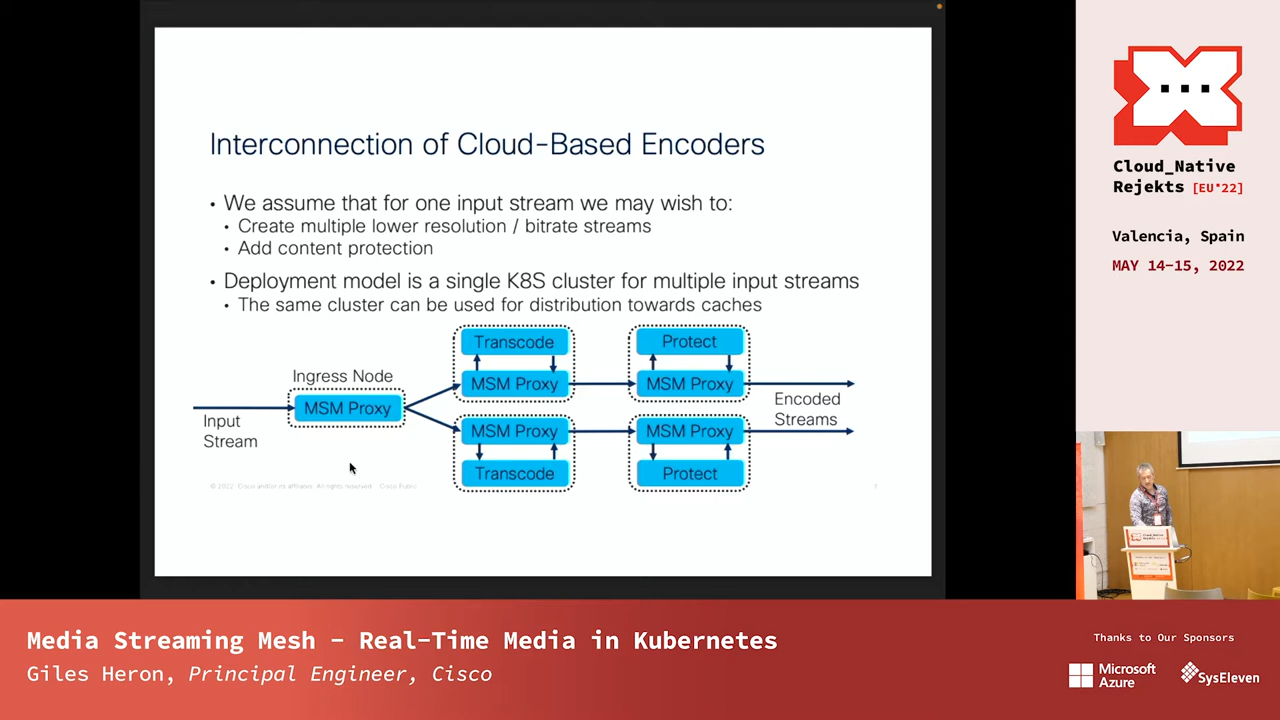 Interconnection of Cloud-Based Encoders
• We assume that for one input stream we may wish to:
• Create multiple lower resolution / bitrate streams
• Add content protection
• Deployment model is a single K8S cluster for multiple input streams
• The same cluster can be used for distribution towards caches
Transcode
Protect
Ingress Node
MSM Proxy
MSM Proxy
MSM Proxy
Input
Stream
Encoded
Streams
MSM Proxy
MSM Proxy
Transcode
Protect
© 2022 Cisco and/or its affiliates. All rights reserved. Cisco Public
Cloud_Native
Rejekts [EU'22]
Valencia, Spain
MAY 14-15, 2022
Media Streaming Mesh - Real-Time Media in Kubernetes
Giles Heron, Principal Engineer, Cisco
Thanks to Our Sponsors
Microsoft
Azure
SysEleven